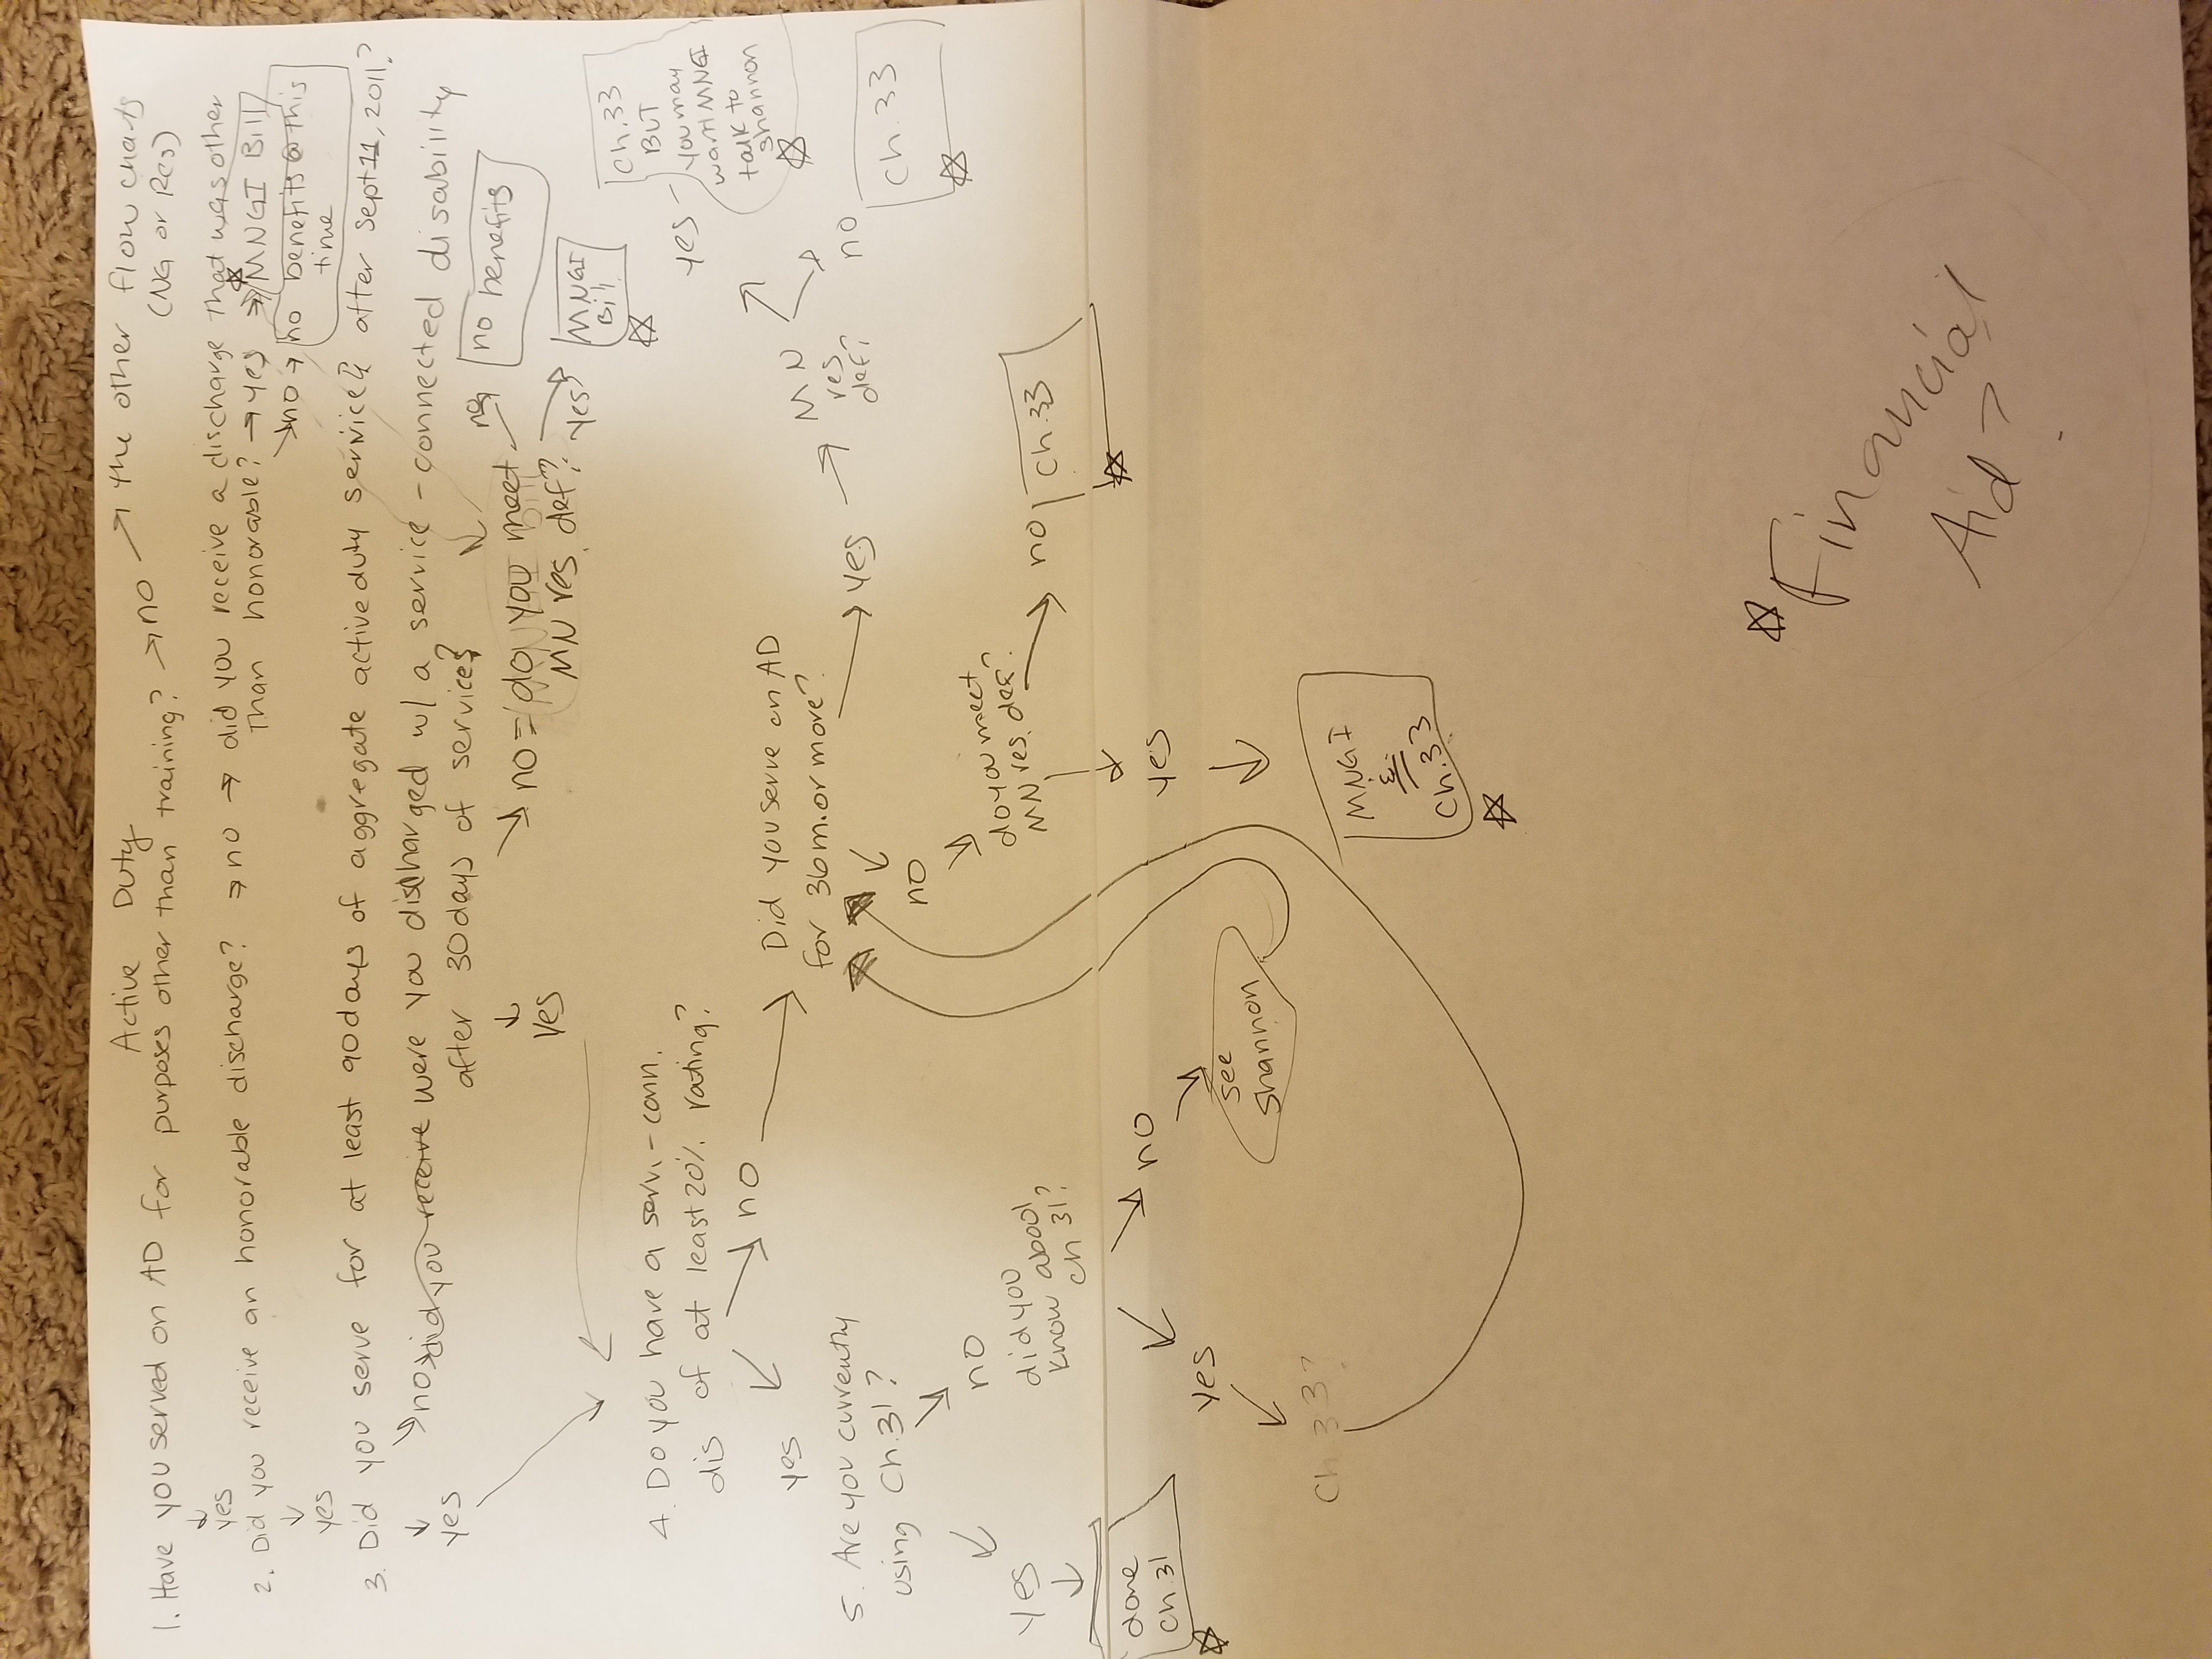 Active Duty
1. Have you served on AD for purposes other than training? → no → the other flow charts
(NG or Res)
↓
yes
2. Did you receive an honorable discharge? → no → did you receive a discharge that was other
than honorable? → yes → MNGI Bill
↓
yes
no → no benefits @ this
time
3. Did you serve for at least 90 days of aggregate active duty service after Sept 11, 2011?
↓
yes
no → did you receive were you discharged w/ a service-connected disability
after 30 days of service?
↓
yes
no = do you meet
MN res. def?
no
no benefits
yes
MNGI
Bill
4. Do you have a servi-conn.
dis of at least 20% rating?
yes
no
Did you serve on AD
for 36 m. or more?
yes
MN
res
def?
yes
Ch.33
BUT
you may
want MNGI
talk to
Shannon
no
Ch.33
no
do you meet
MN res. def?
no
Ch.33
yes
MNGI
&
Ch.33
5. Are you currently
using Ch.31?
yes
done
Ch.31
no
did you
know about
Ch 31?
yes
Ch 33?
no
see
Shannon
Financial
Aid?